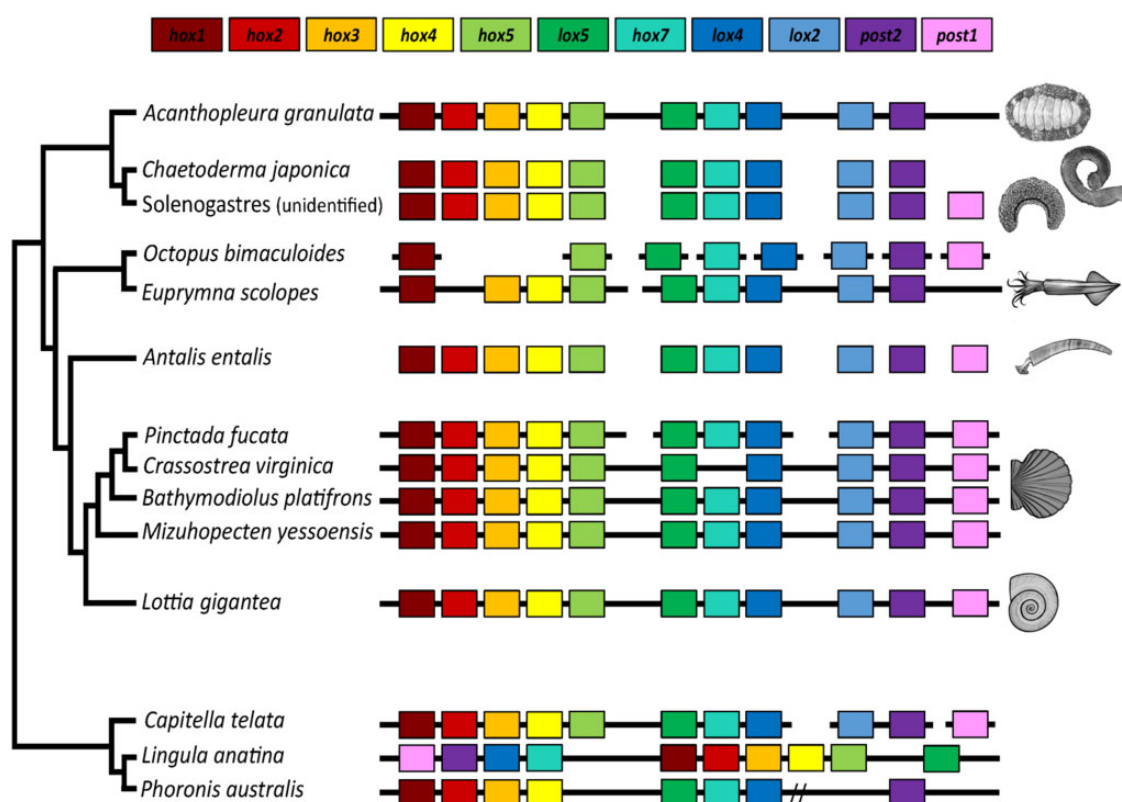 hox1 hox2 hox3 hox4 hox5 lox5 hox7 lox4 lox2 post2 post1
Acanthopleura granulata
Chaetoderma japonica
Solenogastres (unidentified)
Octopus bimaculoides
Euprymna scolopes
Antalis entalis
Pinctada fucata
Crassostrea virginica
Bathymodiolus platifrons
Mizuhopecten yessoensis
Lottia gigantea
Capitella telata
Lingula anatina
Phoronis australis
//